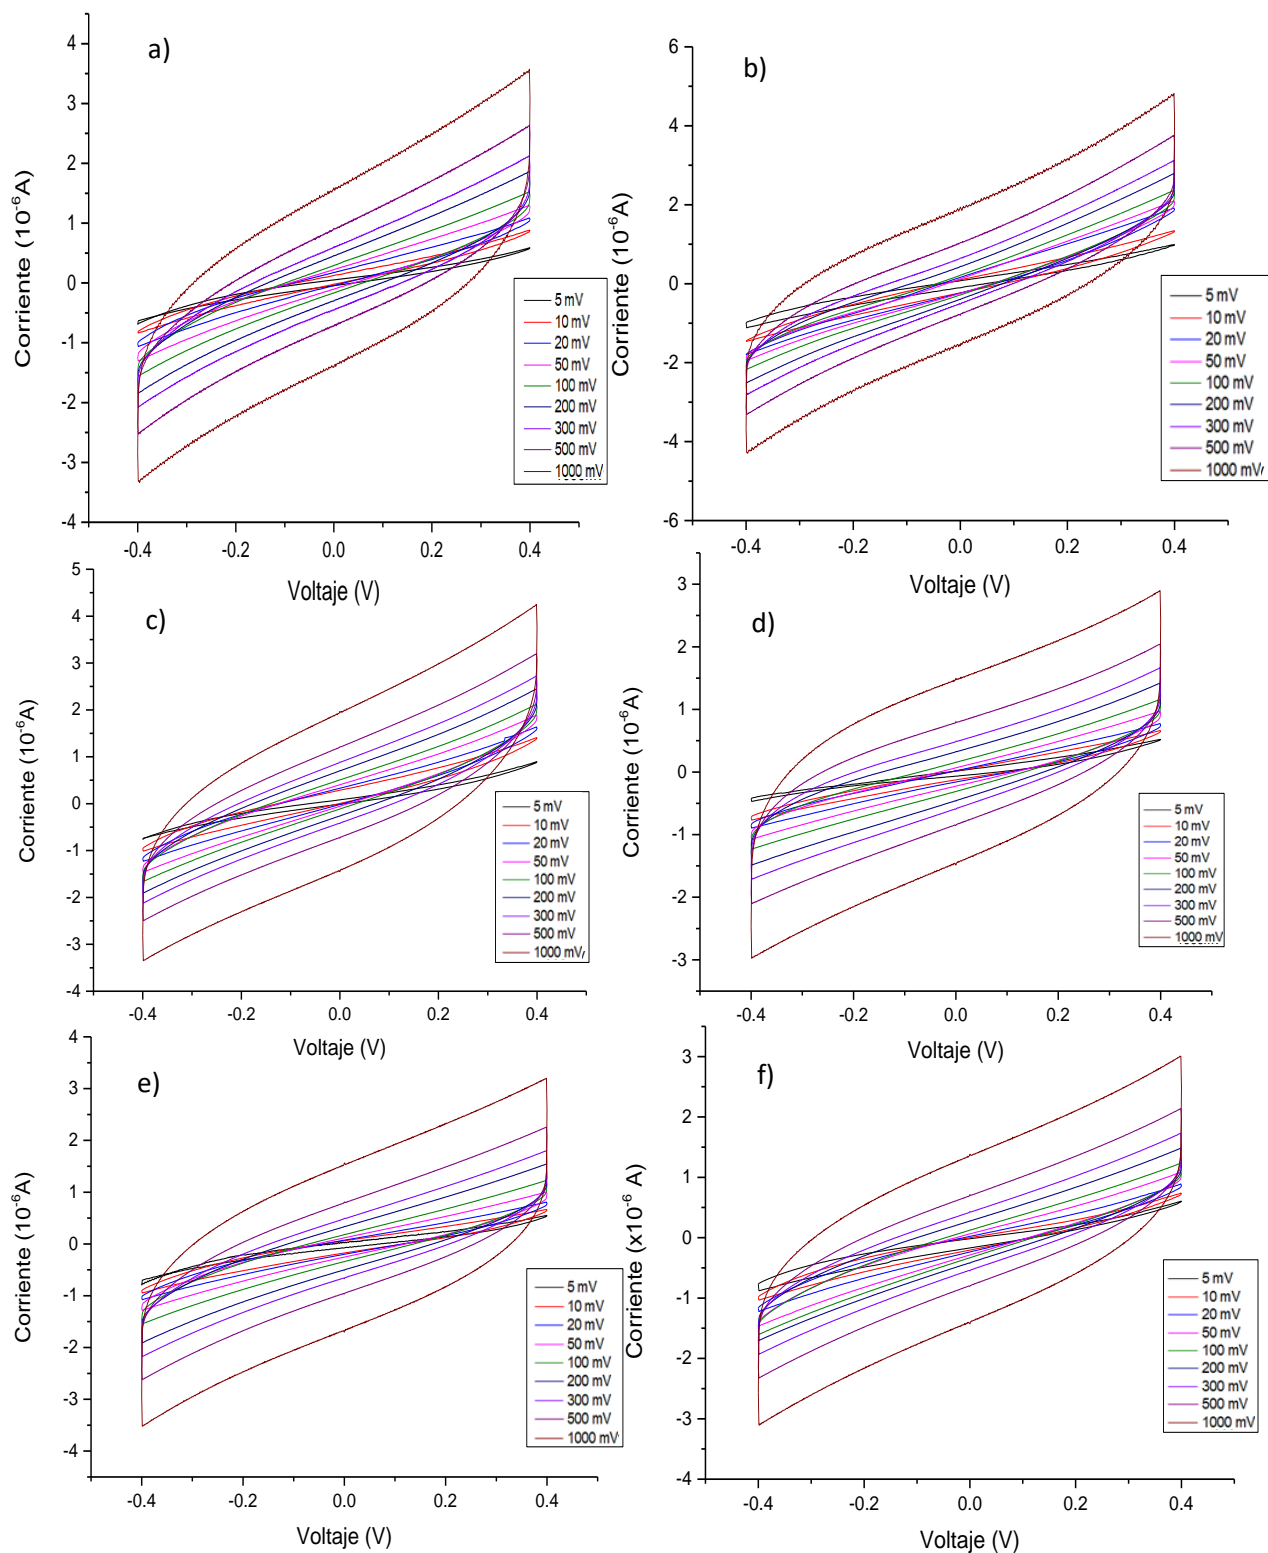 a)
Corriente (10⁻⁶A)
4
3
2
1
0
-1
-2
-3
-4
-0.4
-0.2
0.0
0.2
0.4
Voltaje (V)
5 mV
10 mV
20 mV
50 mV
100 mV
200 mV
300 mV
500 mV
1000 mV
b)
Corriente (10⁻⁶A)
6
4
2
0
-2
-4
-6
-0.4
-0.2
0.0
0.2
0.4
Voltaje (V)
5 mV
10 mV
20 mV
50 mV
100 mV
200 mV
300 mV
500 mV
1000 mV
c)
Corriente (10⁻⁶A)
5
4
3
2
1
0
-1
-2
-3
-4
-0.4
-0.2
0.0
0.2
0.4
Voltaje (V)
5 mV
10 mV
20 mV
50 mV
100 mV
200 mV
300 mV
500 mV
1000 mV
d)
Corriente (10⁻⁶A)
3
2
1
0
-1
-2
-3
-0.4
-0.2
0.0
0.2
0.4
Voltaje (V)
5 mV
10 mV
20 mV
50 mV
100 mV
200 mV
300 mV
500 mV
1000 mV
e)
Corriente (10⁻⁶A)
4
3
2
1
0
-1
-2
-3
-4
-0.4
-0.2
0.0
0.2
0.4
Voltaje (V)
5 mV
10 mV
20 mV
50 mV
100 mV
200 mV
300 mV
500 mV
1000 mV
f)
Corriente (x10⁻⁶ A)
3
2
1
0
-1
-2
-3
-4
-0.4
-0.2
0.0
0.2
0.4
Voltaje (V)
5 mV
10 mV
20 mV
50 mV
100 mV
200 mV
300 mV
500 mV
1000 mV